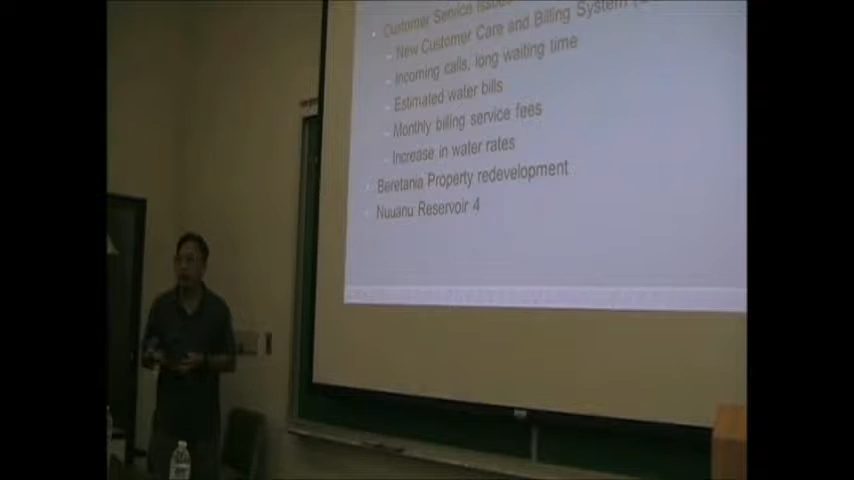 Customer Service Issues
New Customer Care and Billing System
Incoming calls, long waiting time
Estimated water bills
Monthly billing service fees
Increase in water rates
Beretania Property redevelopment
Nuuanu Reservoir 4